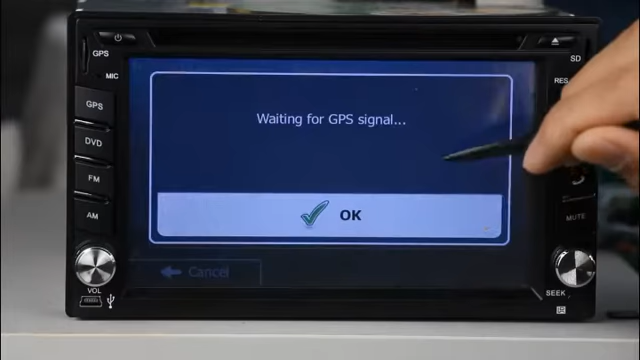 GPS
SD
MIC
RES
GPS
DVD
FM
AM
MUTE
Waiting for GPS signal...
OK
Cancel
VOL
SEEK